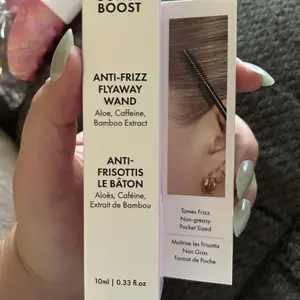 BOOST
ANTI-FRIZZ
FLYAWAY
WAND
Aloe, Caffeine,
Bamboo Extract
ANTI-
FRISOTTIS
LE BÂTON
Aloès, Caféine,
Extrait de Bambou
10ml | 0.33 fl.oz
Tames Frizz
Non-greasy
Pocket Sized
Maîtrise les Frisottis
Non Gras
Format de Poche